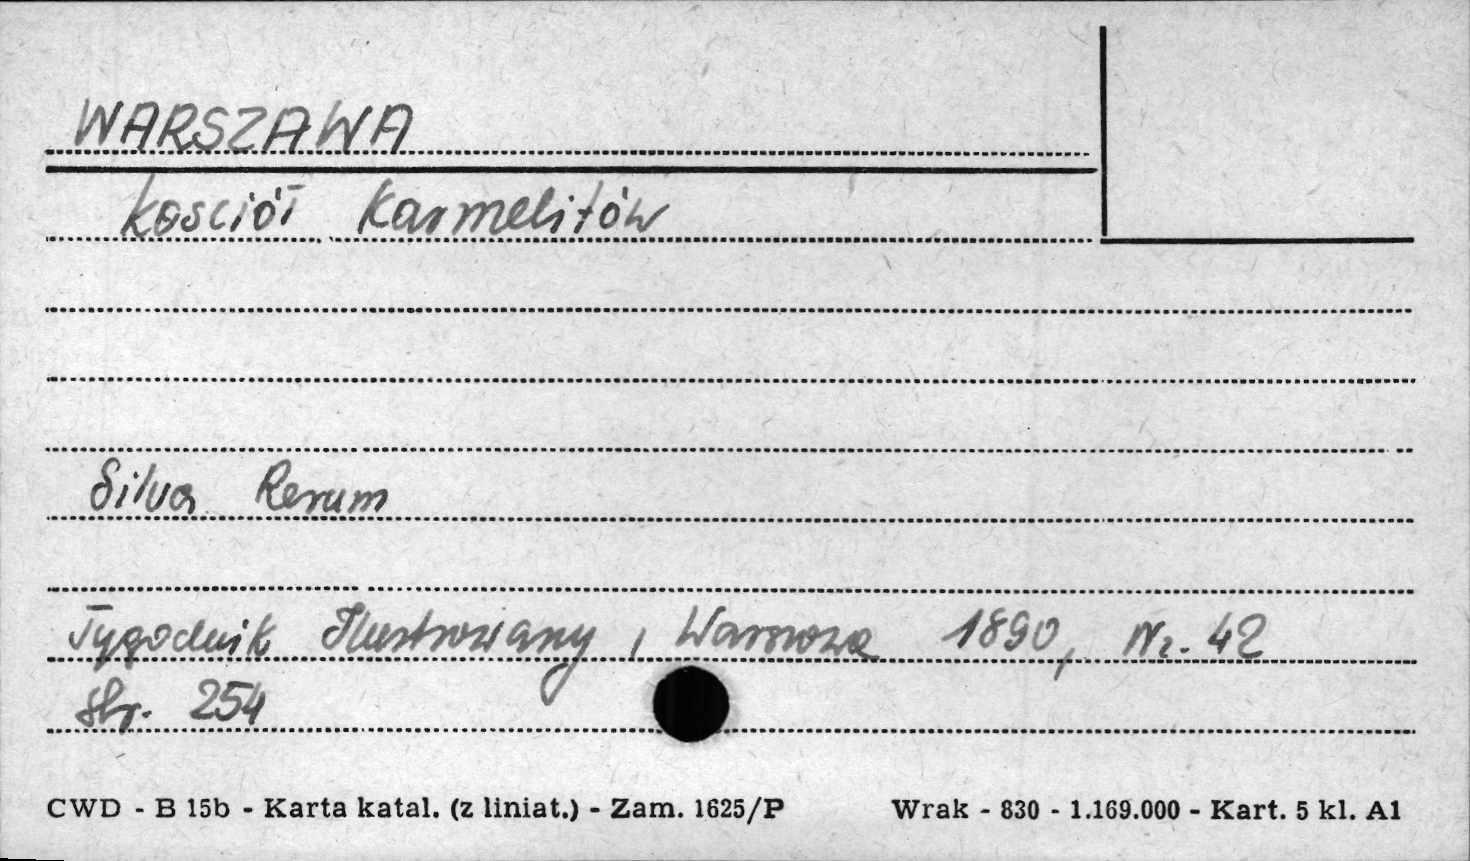 WARSZAWA
Kościół Karmelitów
Silva Rerum
Tygodnik Ilustrowany, Warszawa 1890, Nr. 42
str. 254
CWD - B 15b - Karta katal. (z liniat.) - Zam. 1625/P Wrak - 830 - 1.169.000 - Kart. 5 kl. A1